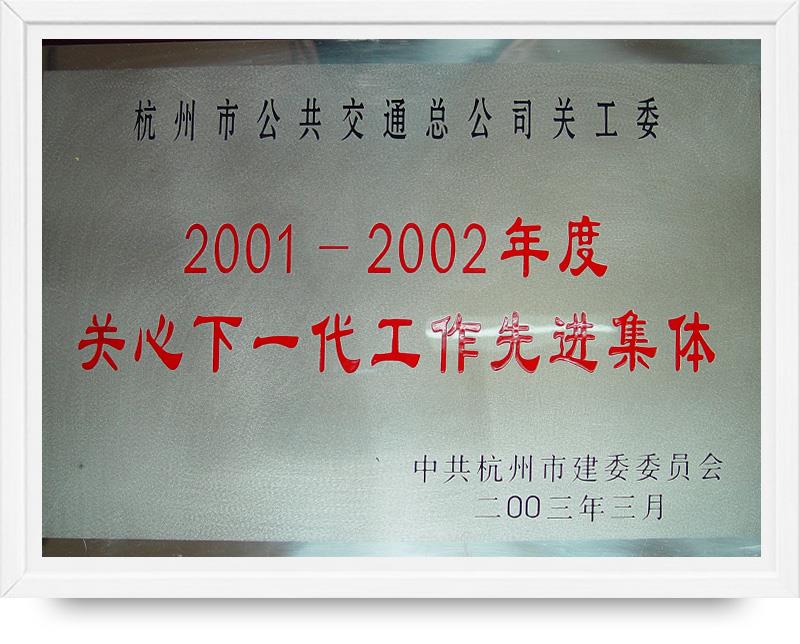 杭州市公共交通总公司关工委
2001－2002年度
关心下一代工作先进集体
中共杭州市建委委员会
二00三年三月